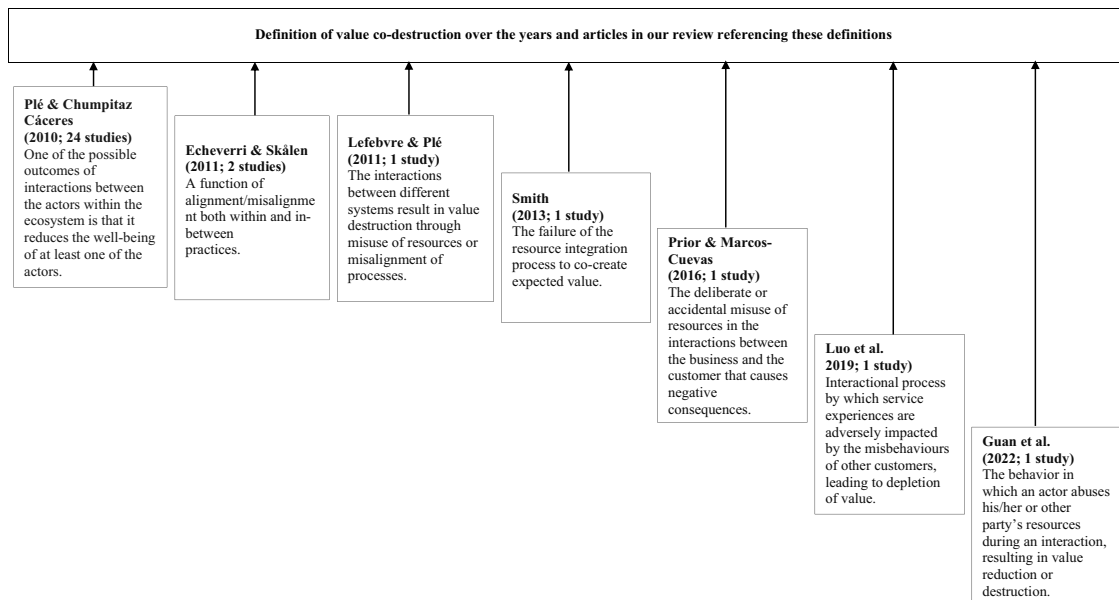 Definition of value co-destruction over the years and articles in our review referencing these definitions
Plé & Chumpitaz
Cáceres
(2010; 24 studies)
One of the possible
outcomes of
interactions between
the actors within the
ecosystem is that it
reduces the well-being
of at least one of the
actors.
Echeverri & Skålen
(2011; 2 studies)
A function of
alignment/misalignme
nt both within and in-
between
practices.
Lefebvre & Plé
(2011; 1 study)
The interactions
between different
systems result in value
destruction through
misuse of resources or
misalignment of
processes.
Smith
(2013; 1 study)
The failure of the
resource integration
process to co-create
expected value.
Prior & Marcos-
Cuevas
(2016; 1 study)
The deliberate or
accidental misuse of
resources in the
interactions between
the business and the
customer that causes
negative
consequences.
Luo et al.
2019; 1 study)
Interactional process
by which service
experiences are
adversely impacted
by the misbehaviours
of other customers,
leading to depletion
of value.
Guan et al.
(2022; 1 study)
The behavior in
which an actor abuses
his/her or other
party's resources
during an interaction,
resulting in value
reduction or
destruction.